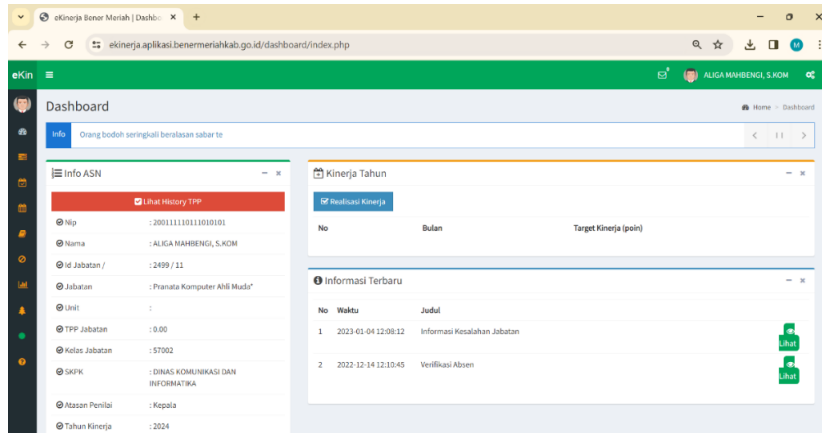 eKinerja Bener Meriah | Dashbo
ekinerja.aplikasi.benermeriahkab.go.id/dashboard/index.php
M
eKin
ALIGA MAHBENGI, S.KOM
Dashboard
Home > Dashboard
Info
Orang bodoh seringkali beralasan sabar te
Info ASN
Lihat History TPP
Nip : 200111110111010101
Nama : ALIGA MAHBENGI, S.KOM
Id Jabatan / : 2499 / 11
Jabatan : Pranata Komputer Ahli Muda"
Unit :
TPP Jabatan : 0.00
Kelas Jabatan : 57002
SKPK : DINAS KOMUNIKASI DAN
INFORMATIKA
Atasan Penilai : Kepala
Tahun Kinerja : 2024
Kinerja Tahun
Realisasi Kinerja
No Bulan Target Kinerja (poin)
Informasi Terbaru
No Waktu Judul
1 2023-01-04 12:08:12 Informasi Kesalahan Jabatan Lihat
2 2022-12-14 12:10:45 Verifikasi Absen Lihat